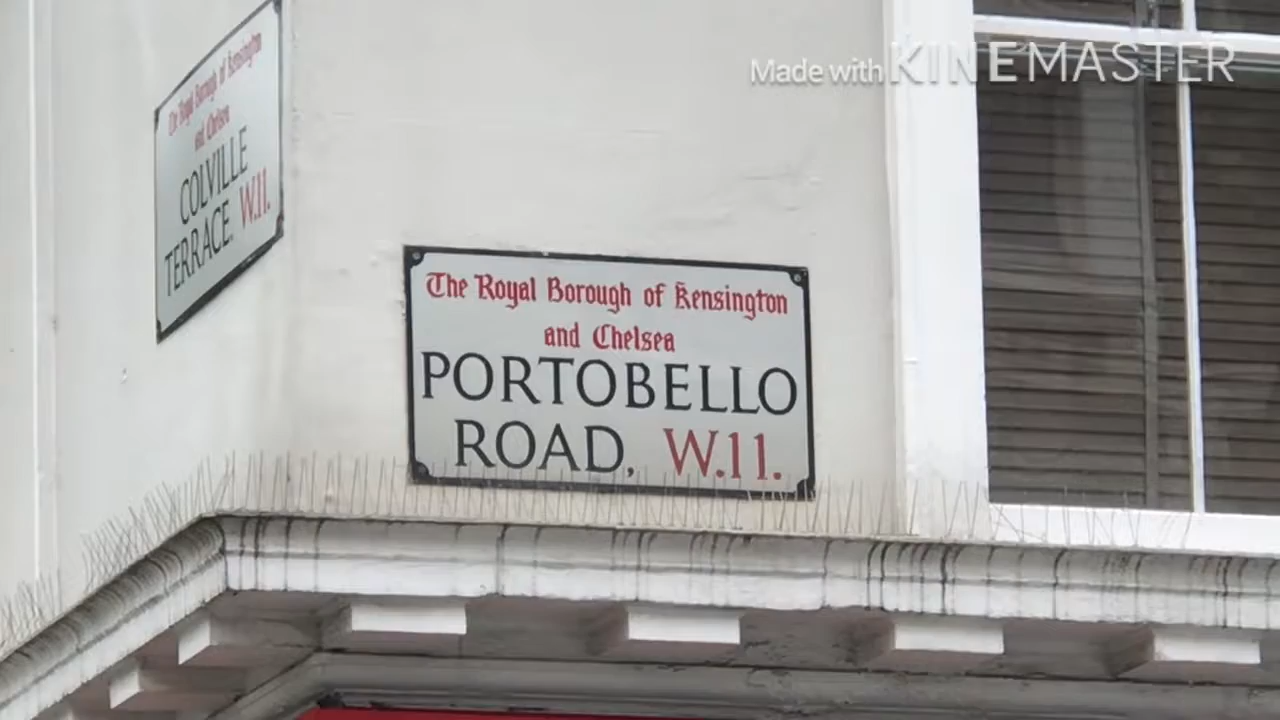 Made with KINEMASTER
The Royal Borough of Kensington
and Chelsea
COLVILLE
TERRACE, W.11.
The Royal Borough of Kensington
and Chelsea
PORTOBELLO
ROAD, W.11.